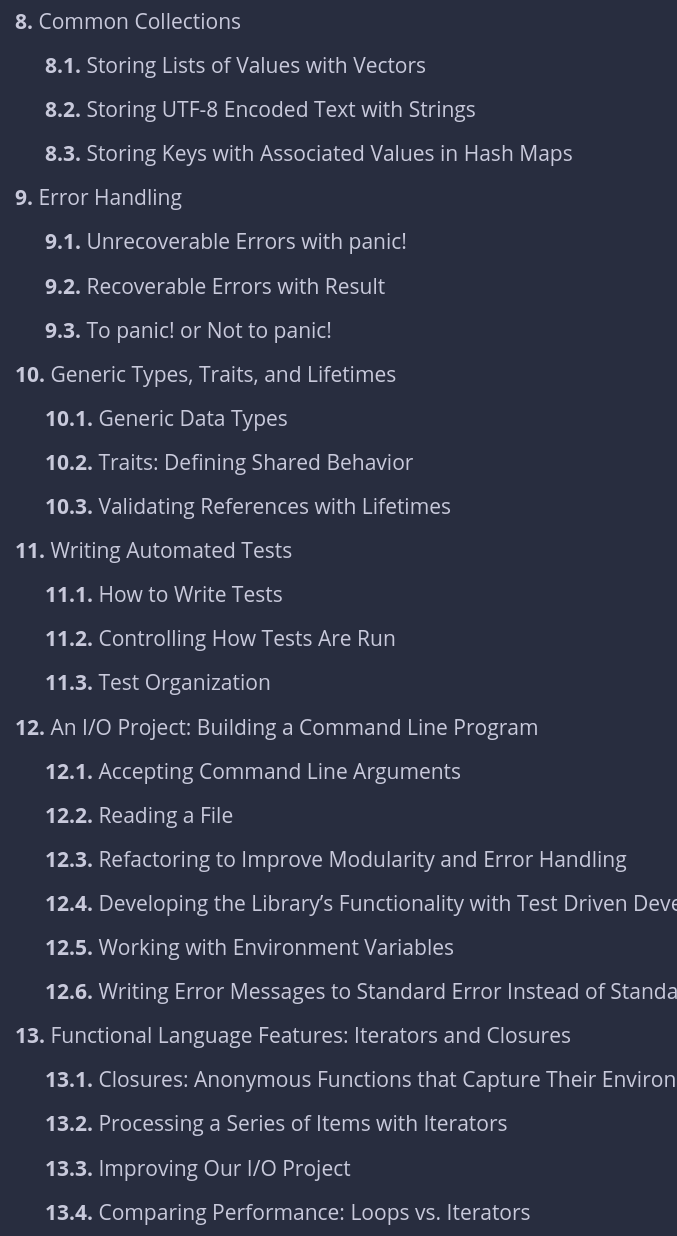 8. Common Collections
8.1. Storing Lists of Values with Vectors
8.2. Storing UTF-8 Encoded Text with Strings
8.3. Storing Keys with Associated Values in Hash Maps
9. Error Handling
9.1. Unrecoverable Errors with panic!
9.2. Recoverable Errors with Result
9.3. To panic! or Not to panic!
10. Generic Types, Traits, and Lifetimes
10.1. Generic Data Types
10.2. Traits: Defining Shared Behavior
10.3. Validating References with Lifetimes
11. Writing Automated Tests
11.1. How to Write Tests
11.2. Controlling How Tests Are Run
11.3. Test Organization
12. An I/O Project: Building a Command Line Program
12.1. Accepting Command Line Arguments
12.2. Reading a File
12.3. Refactoring to Improve Modularity and Error Handling
12.4. Developing the Library’s Functionality with Test Driven Deve
12.5. Working with Environment Variables
12.6. Writing Error Messages to Standard Error Instead of Standa
13. Functional Language Features: Iterators and Closures
13.1. Closures: Anonymous Functions that Capture Their Environ
13.2. Processing a Series of Items with Iterators
13.3. Improving Our I/O Project
13.4. Comparing Performance: Loops vs. Iterators